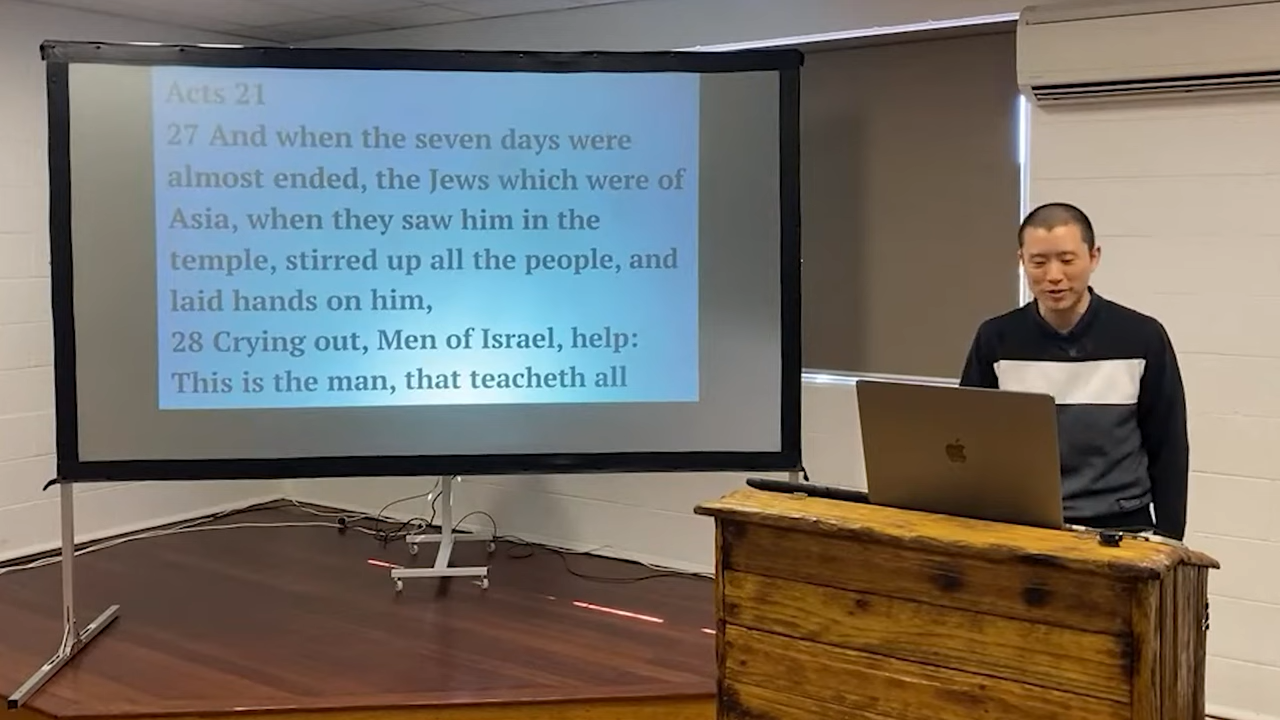 Acts 21
27 And when the seven days were
almost ended, the Jews which were of
Asia, when they saw him in the
temple, stirred up all the people, and
laid hands on him,
28 Crying out, Men of Israel, help:
This is the man, that teacheth all